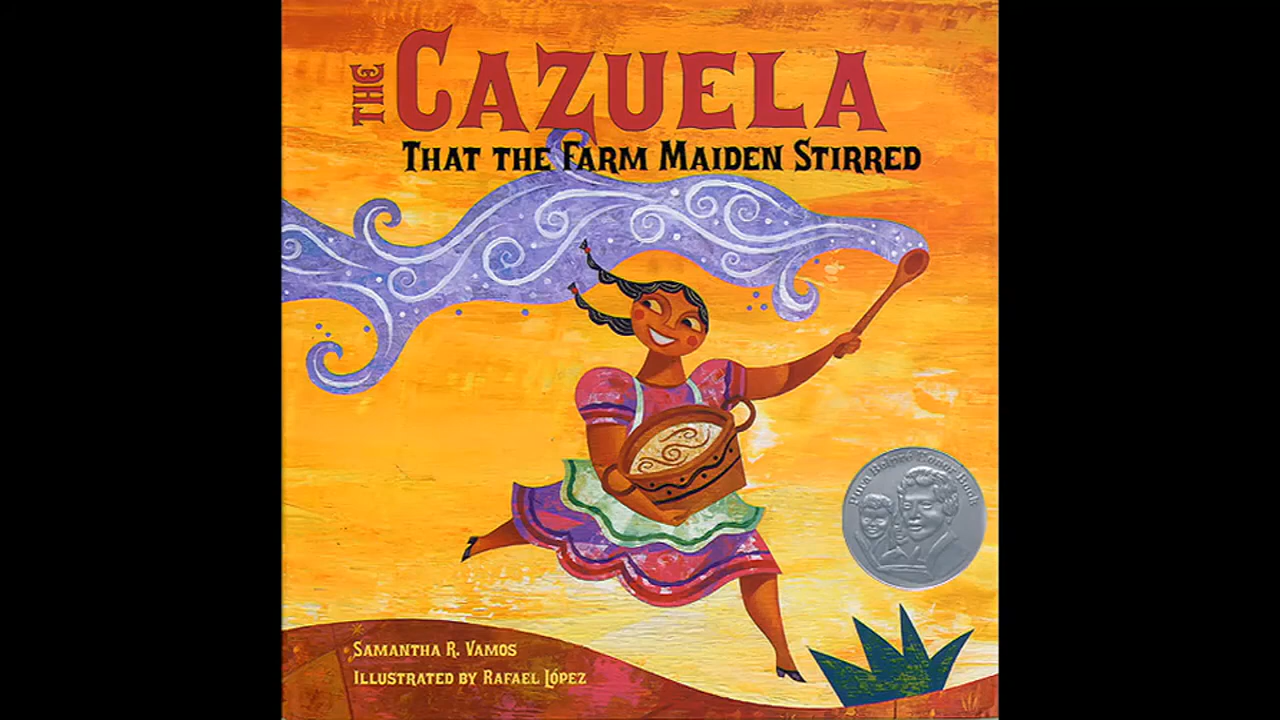 THE CAZUELA
THAT THE FARM MAIDEN STIRRED
Pura Belpré Honor Book
SAMANTHA R. VAMOS
ILLUSTRATED BY RAFAEL LÓPEZ